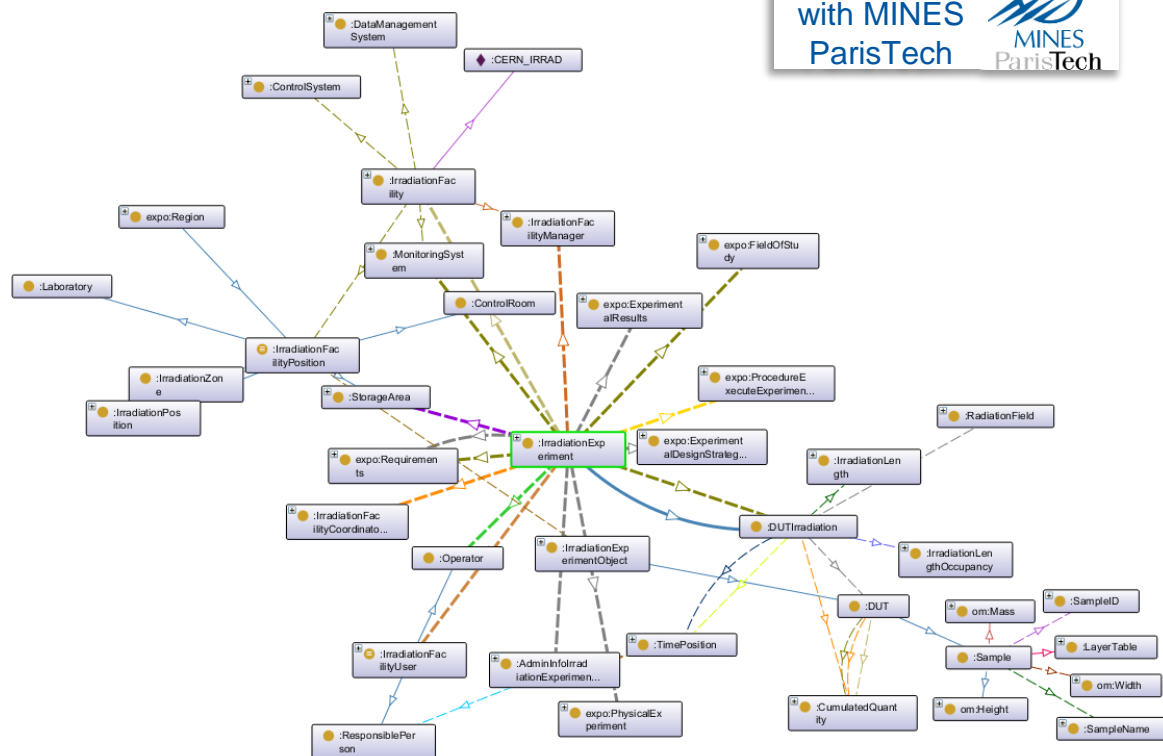 with MINES
ParisTech
MINES
ParisTech
:DataManagement
System
:CERN_IRRAD
:ControlSystem
:IrradiationFac
ility
expo:Region
:IrradiationFac
ilityManager
expo:FieldOfStu
dy
:MonitoringSyst
em
:Laboratory
:ControlRoom
expo:Experiment
alResults
:IrradiationFac
ilityPosition
:IrradiationZon
e
expo:ProcedureE
xecuteExperimen...
:StorageArea
:IrradiationPos
ition
:RadiationField
:IrradiationExp
eriment
expo:Experiment
alDesignStrateg...
expo:Requiremen
ts
:IrradiationLen
gth
:IrradiationFac
ilityCoordinato...
:DUTIrradiation
:Operator
:IrradiationExp
erimentObject
:IrradiationLen
gthOccupancy
:DUT
om:Mass
:SampleID
:TimePosition
:IrradiationFac
ilityUser
:AdminInfoIrrad
iationExperimen...
:Sample
:LayerTable
om:Width
:CumulatedQuant
ity
om:Height
expo:PhysicalEx
periment
:SampleName
:ResponsiblePer
son